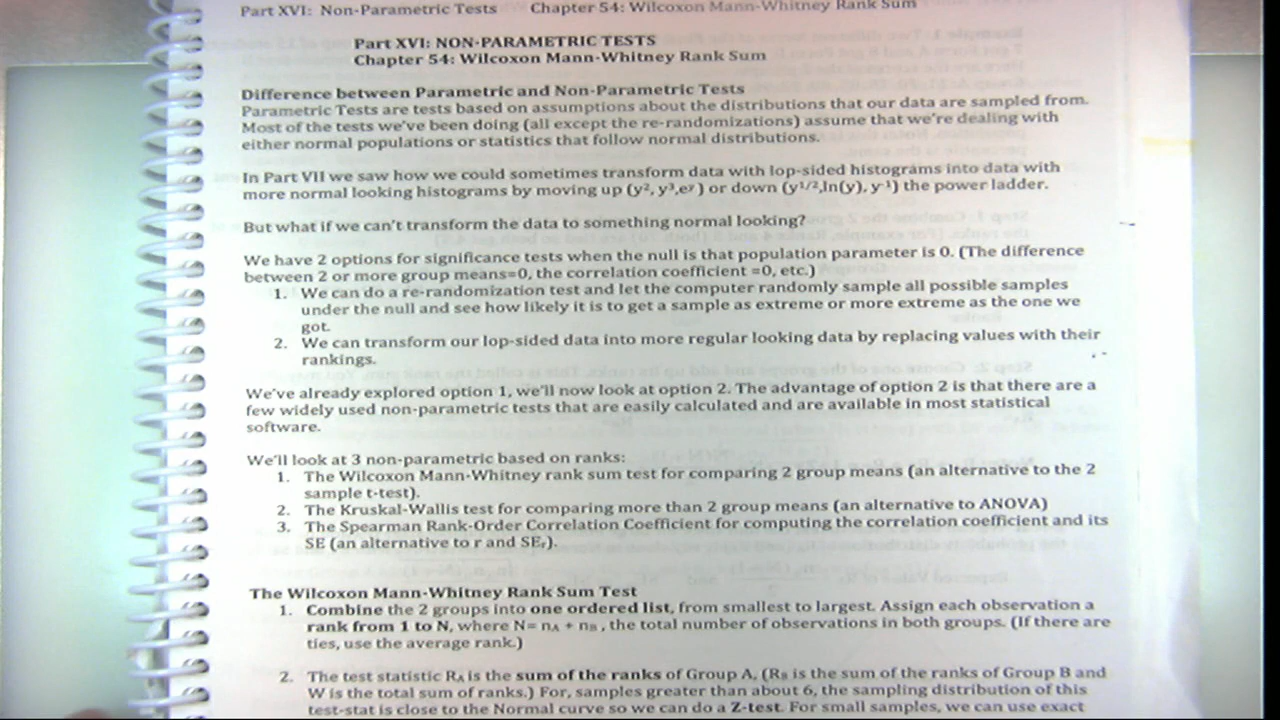 Part XVI: Non-Parametric Tests Chapter 54: Wilcoxon Mann-Whitney Rank Sum
Part XVI: NON-PARAMETRIC TESTS
Chapter 54: Wilcoxon Mann-Whitney Rank Sum
Difference between Parametric and Non-Parametric Tests
Parametric Tests are tests based on assumptions about the distributions that our data are sampled from.
Most of the tests we've been doing (all except the re-randomizations) assume that we're dealing with
either normal populations or statistics that follow normal distributions.
In Part VII we saw how we could sometimes transform data with lop-sided histograms into data with
more normal looking histograms by moving up (y², y³,eʸ) or down (y¹/²,ln(y), y⁻¹) the power ladder.
But what if we can't transform the data to something normal looking?
We have 2 options for significance tests when the null is that population parameter is 0. (The difference
between 2 or more group means=0, the correlation coefficient =0, etc.)
1. We can do a re-randomization test and let the computer randomly sample all possible samples
under the null and see how likely it is to get a sample as extreme or more extreme as the one we
got.
2. We can transform our lop-sided data into more regular looking data by replacing values with their
rankings.
We've already explored option 1, we'll now look at option 2. The advantage of option 2 is that there are a
few widely used non-parametric tests that are easily calculated and are available in most statistical
software.
We'll look at 3 non-parametric based on ranks:
1. The Wilcoxon Mann-Whitney rank sum test for comparing 2 group means (an alternative to the 2
sample t-test).
2. The Kruskal-Wallis test for comparing more than 2 group means (an alternative to ANOVA)
3. The Spearman Rank-Order Correlation Coefficient for computing the correlation coefficient and its
SE (an alternative to r and SEᵣ).
The Wilcoxon Mann-Whitney Rank Sum Test
1. Combine the 2 groups into one ordered list, from smallest to largest. Assign each observation a
rank from 1 to N, where N= nA + nB , the total number of observations in both groups. (If there are
ties, use the average rank.)
2. The test statistic RA is the sum of the ranks of Group A. (RB is the sum of the ranks of Group B and
W is the total sum of ranks.) For, samples greater than about 6, the sampling distribution of this
test-stat is close to the Normal curve so we can do a Z-test. For small samples, we can use exact